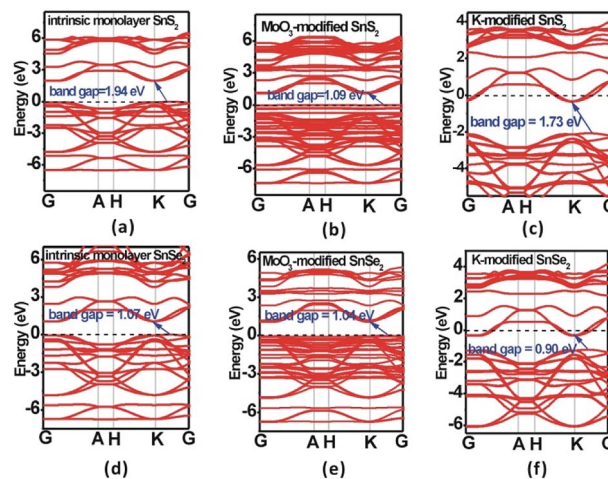 intrinsic monolayer SnS2
Energy (eV)
6
3
0
-3
-6
band gap=1.94 eV
G A H K G
(a)
MoO3-modified SnS2
Energy (eV)
6
3
0
-3
-6
band gap=1.09 eV
G A H K G
(b)
K-modified SnS2
Energy (eV)
4
2
0
-2
-4
band gap = 1.73 eV
G A H K G
(c)
intrinsic monolayer SnSe2
Energy (eV)
6
3
0
-3
-6
band gap = 1.07 eV
G A H K G
(d)
MoO3-modified SnSe2
Energy (eV)
6
3
0
-3
-6
band gap = 1.04 eV
G A H K G
(e)
K-modified SnSe2
Energy (eV)
4
2
0
-2
-4
-6
band gap = 0.90 eV
G A H K G
(f)